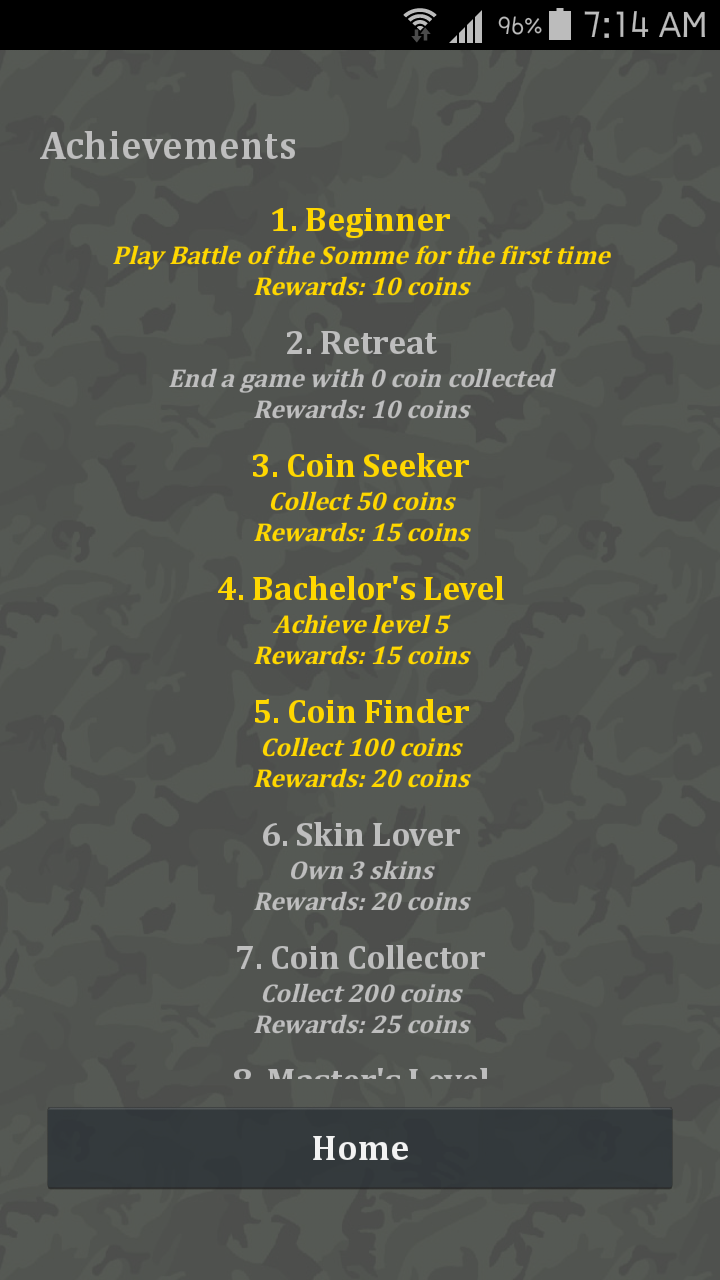 96% 7:14 AM
Achievements
1. Beginner
Play Battle of the Somme for the first time
Rewards: 10 coins
2. Retreat
End a game with 0 coin collected
Rewards: 10 coins
3. Coin Seeker
Collect 50 coins
Rewards: 15 coins
4. Bachelor's Level
Achieve level 5
Rewards: 15 coins
5. Coin Finder
Collect 100 coins
Rewards: 20 coins
6. Skin Lover
Own 3 skins
Rewards: 20 coins
7. Coin Collector
Collect 200 coins
Rewards: 25 coins
8. Master's Level
Home